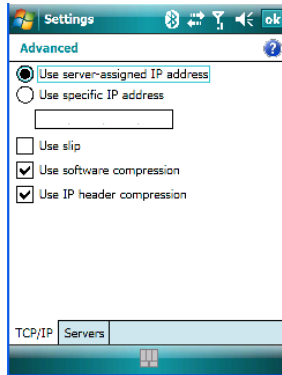 Settings
ok
Advanced
?
Use server-assigned IP address
Use specific IP address
. . .
Use slip
Use software compression
Use IP header compression
TCP/IP Servers